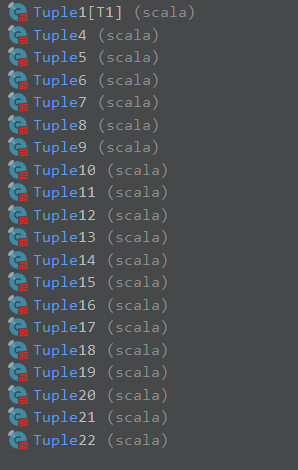 Tuple1[T1] (scala)
Tuple4 (scala)
Tuple5 (scala)
Tuple6 (scala)
Tuple7 (scala)
Tuple8 (scala)
Tuple9 (scala)
Tuple10 (scala)
Tuple11 (scala)
Tuple12 (scala)
Tuple13 (scala)
Tuple14 (scala)
Tuple15 (scala)
Tuple16 (scala)
Tuple17 (scala)
Tuple18 (scala)
Tuple19 (scala)
Tuple20 (scala)
Tuple21 (scala)
Tuple22 (scala)